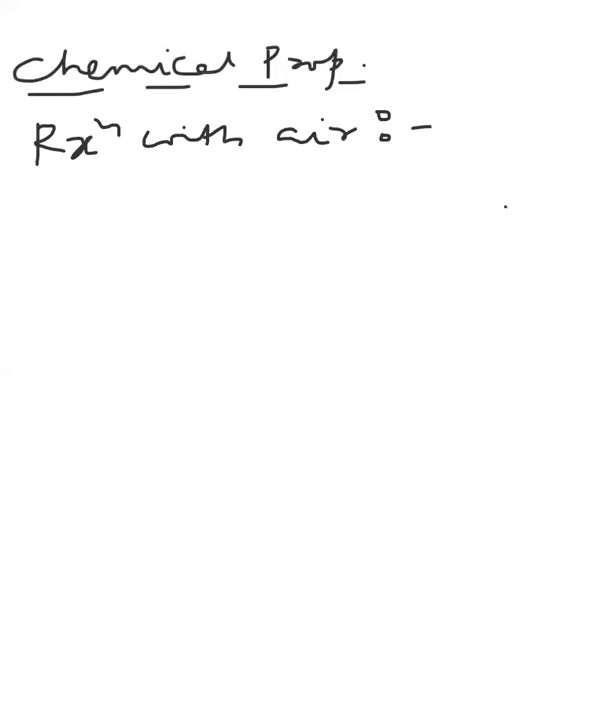 Chemical Prop.
Rxⁿ with air :-